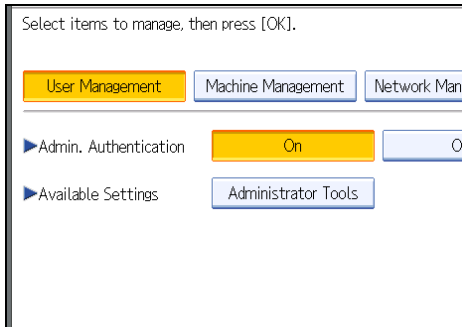 Select items to manage, then press [OK].
User Management Machine Management Network Man
Admin. Authentication On O
Available Settings Administrator Tools